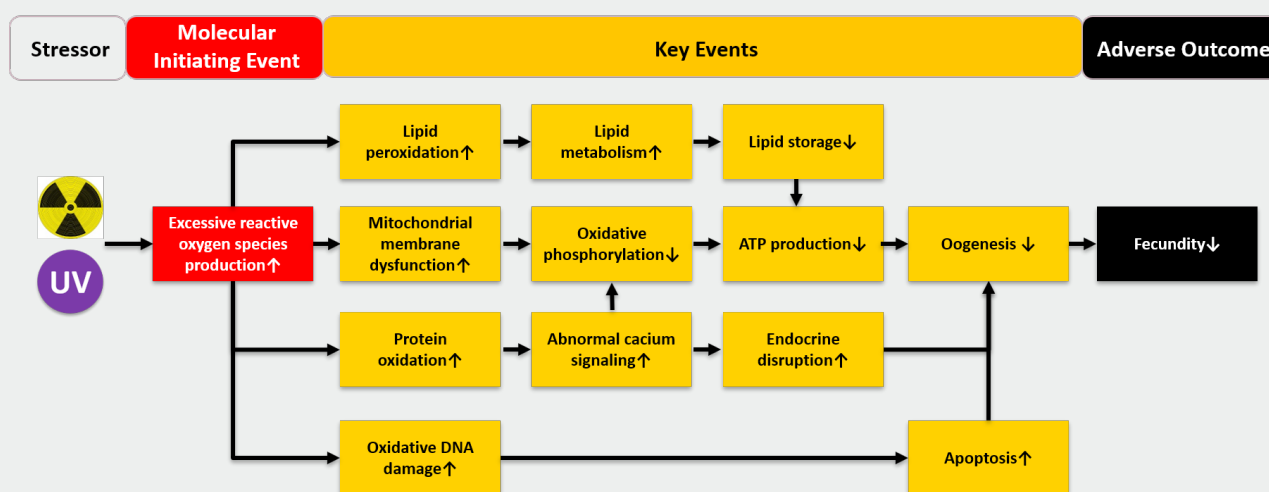 Stressor
Molecular
Initiating Event
Key Events
Adverse Outcome
Lipid
peroxidation↑
Lipid
metabolism↑
Lipid storage↓
Excessive reactive
oxygen species
production↑
Mitochondrial
membrane
dysfunction↑
Oxidative
phosphorylation↓
ATP production↓
Oogenesis ↓
Fecundity↓
UV
Protein
oxidation↑
Abnormal cacium
signaling↑
Endocrine
disruption↑
Oxidative DNA
damage↑
Apoptosis↑